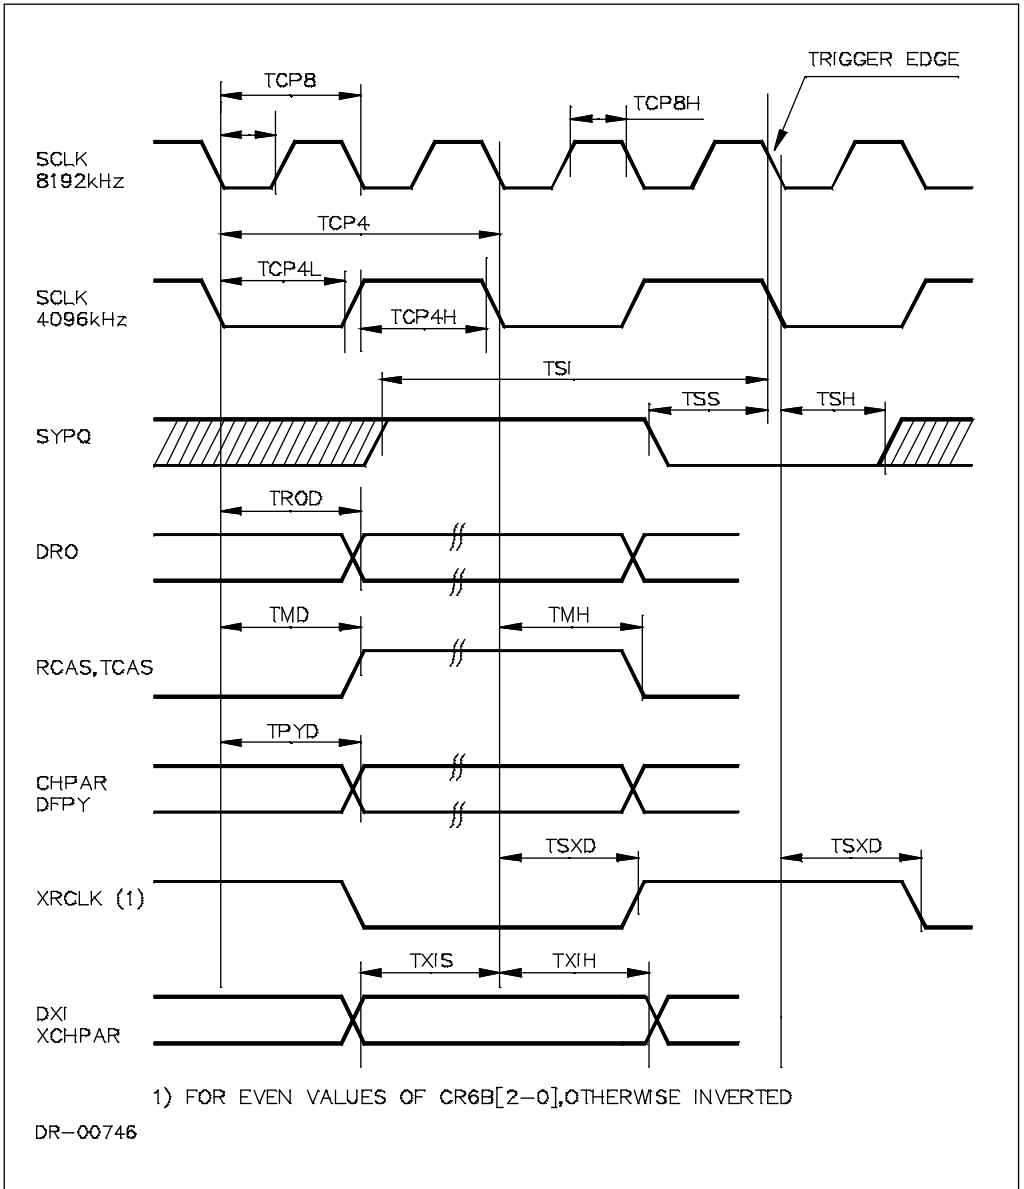 TRIGGER EDGE
TCP8
TCP8H
SCLK
8192kHz
TCP4
TCP4L
SCLK
4096kHz
TCP4H
TSI
TSS
TSH
SYPQ
TROD
DRO
TMD
TMH
RCAS,TCAS
TPYD
CHPAR
DFPY
TSXD
TSXD
XRCLK (1)
TXIS
TXIH
DXI
XCHPAR
1) FOR EVEN VALUES OF CR6B[2-0],OTHERWISE INVERTED
DR-00746